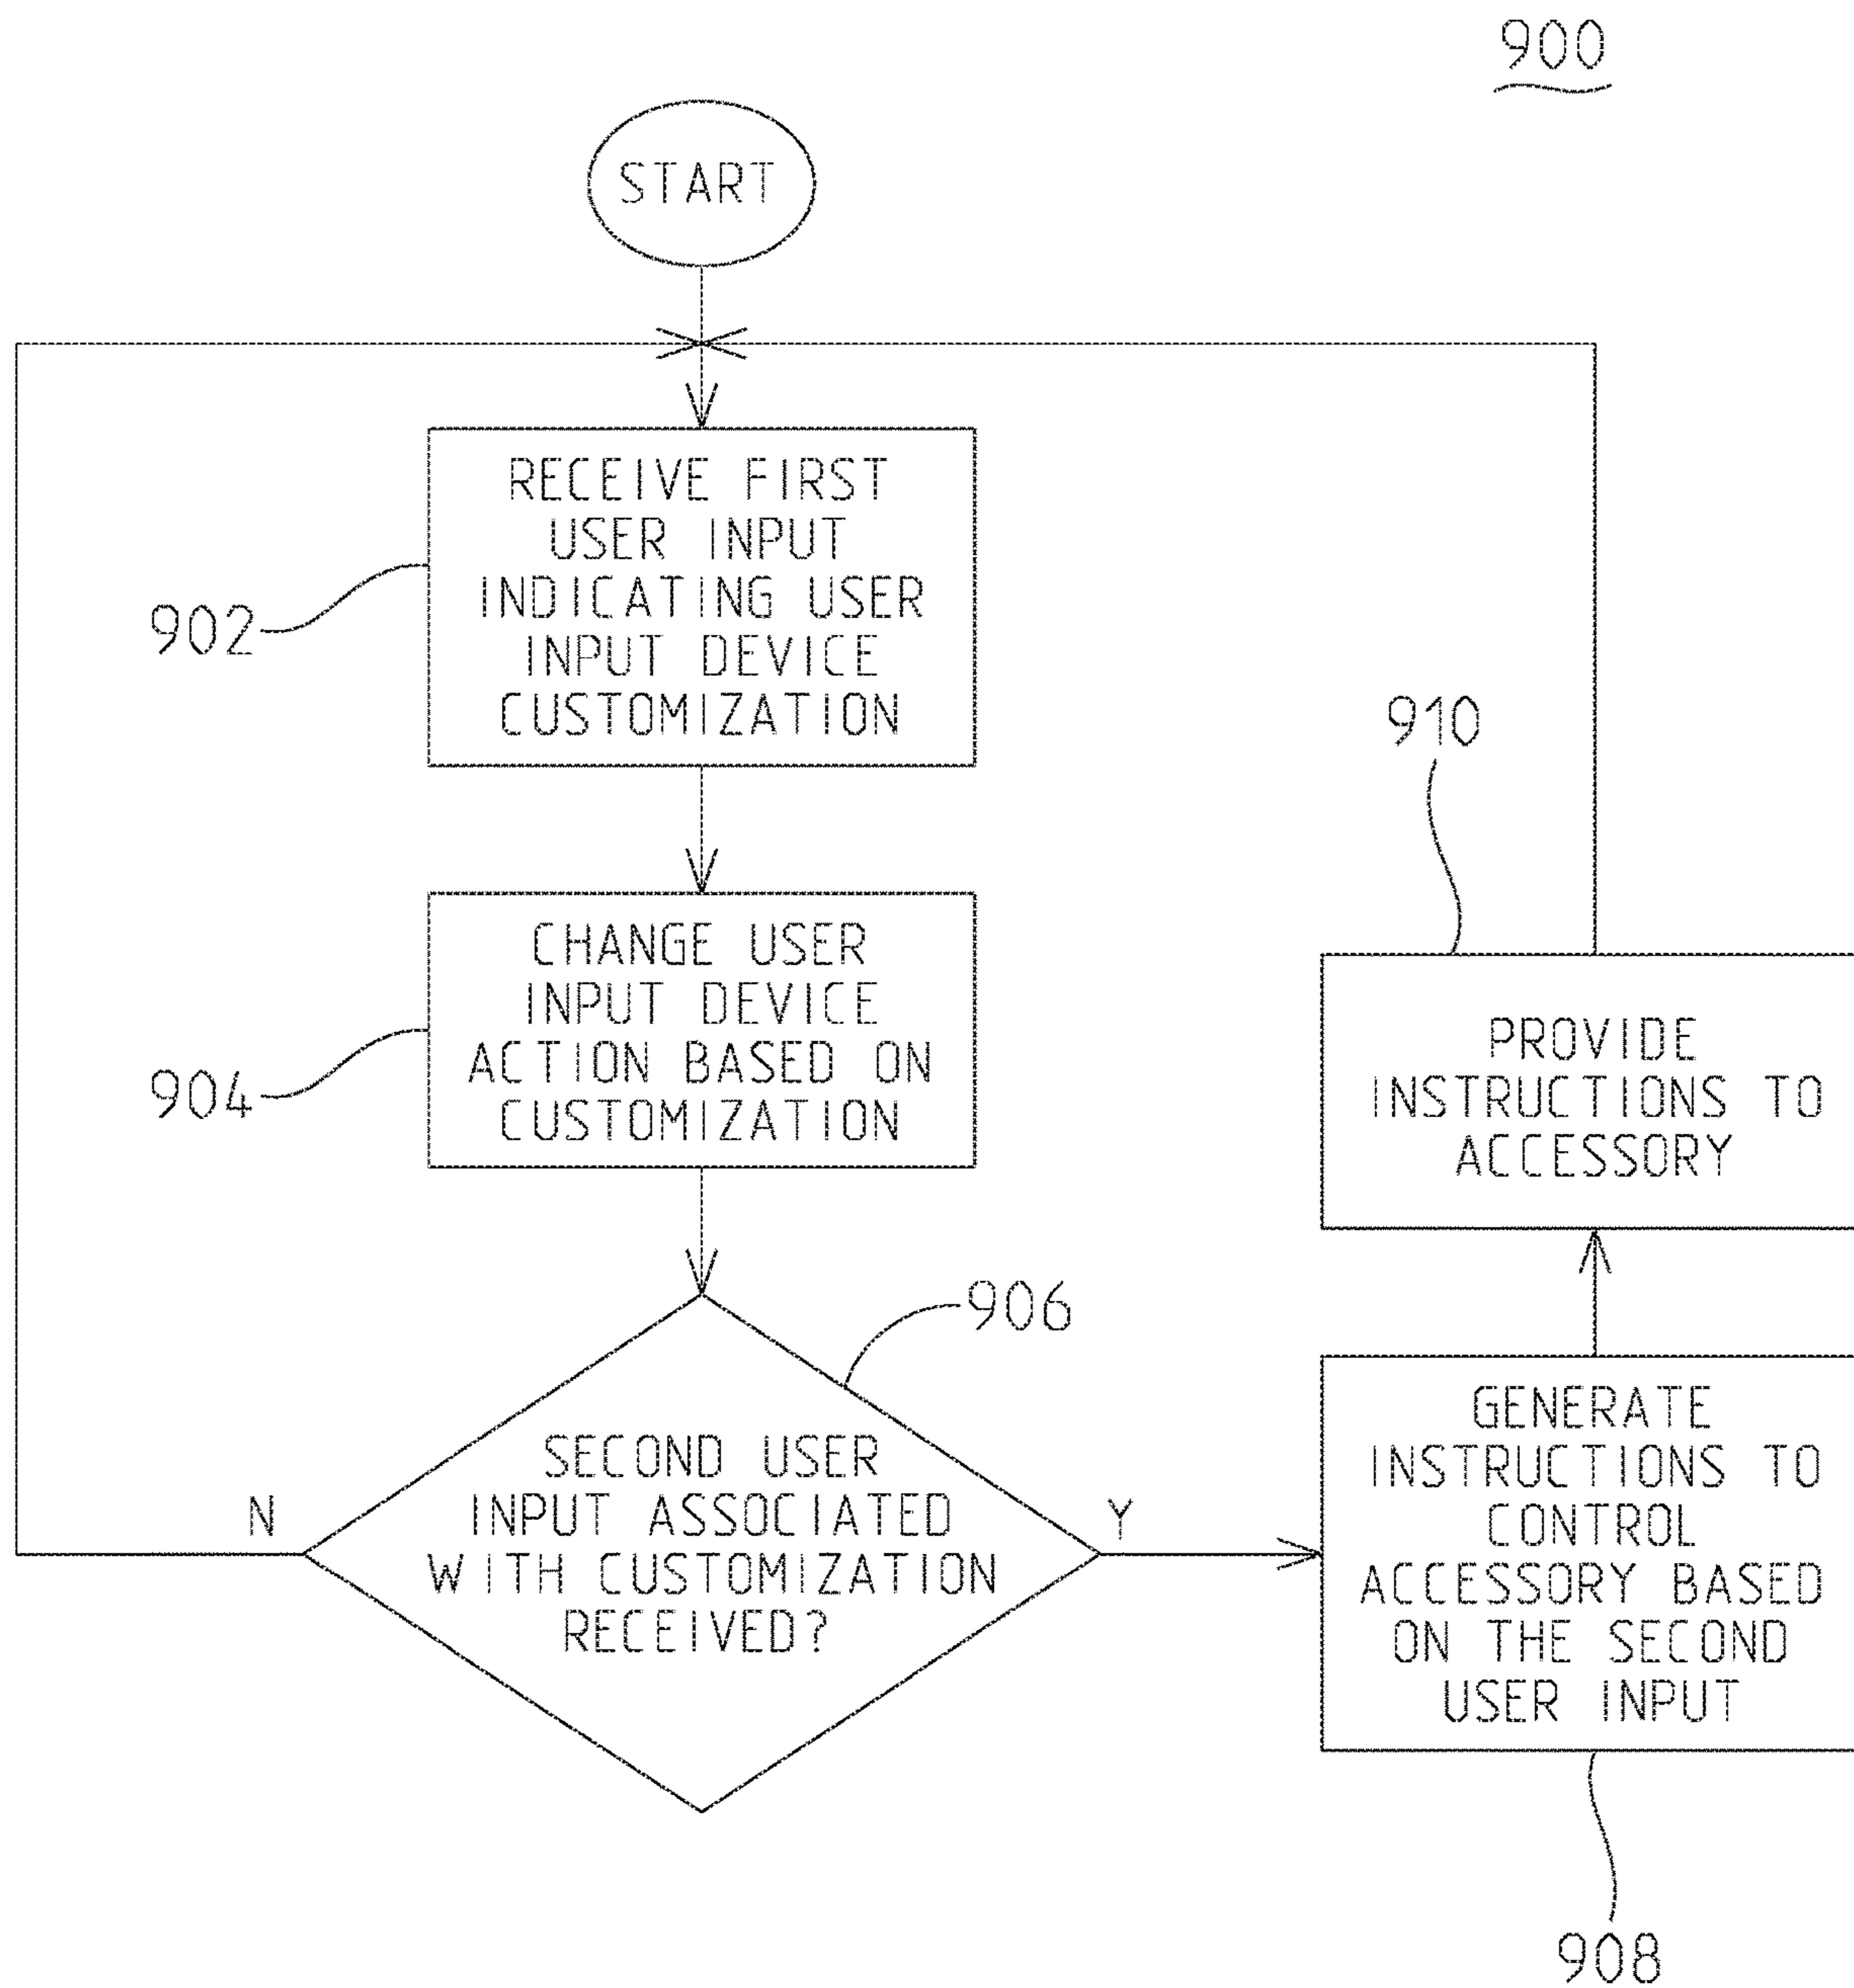 900
START
RECEIVE FIRST
USER INPUT
INDICATING USER
INPUT DEVICE
CUSTOMIZATION
902
CHANGE USER
INPUT DEVICE
ACTION BASED ON
CUSTOMIZATION
904
906
SECOND USER
INPUT ASSOCIATED
WITH CUSTOMIZATION
RECEIVED?
N
Y
910
PROVIDE
INSTRUCTIONS TO
ACCESSORY
GENERATE
INSTRUCTIONS TO
CONTROL
ACCESSORY BASED
ON THE SECOND
USER INPUT
908